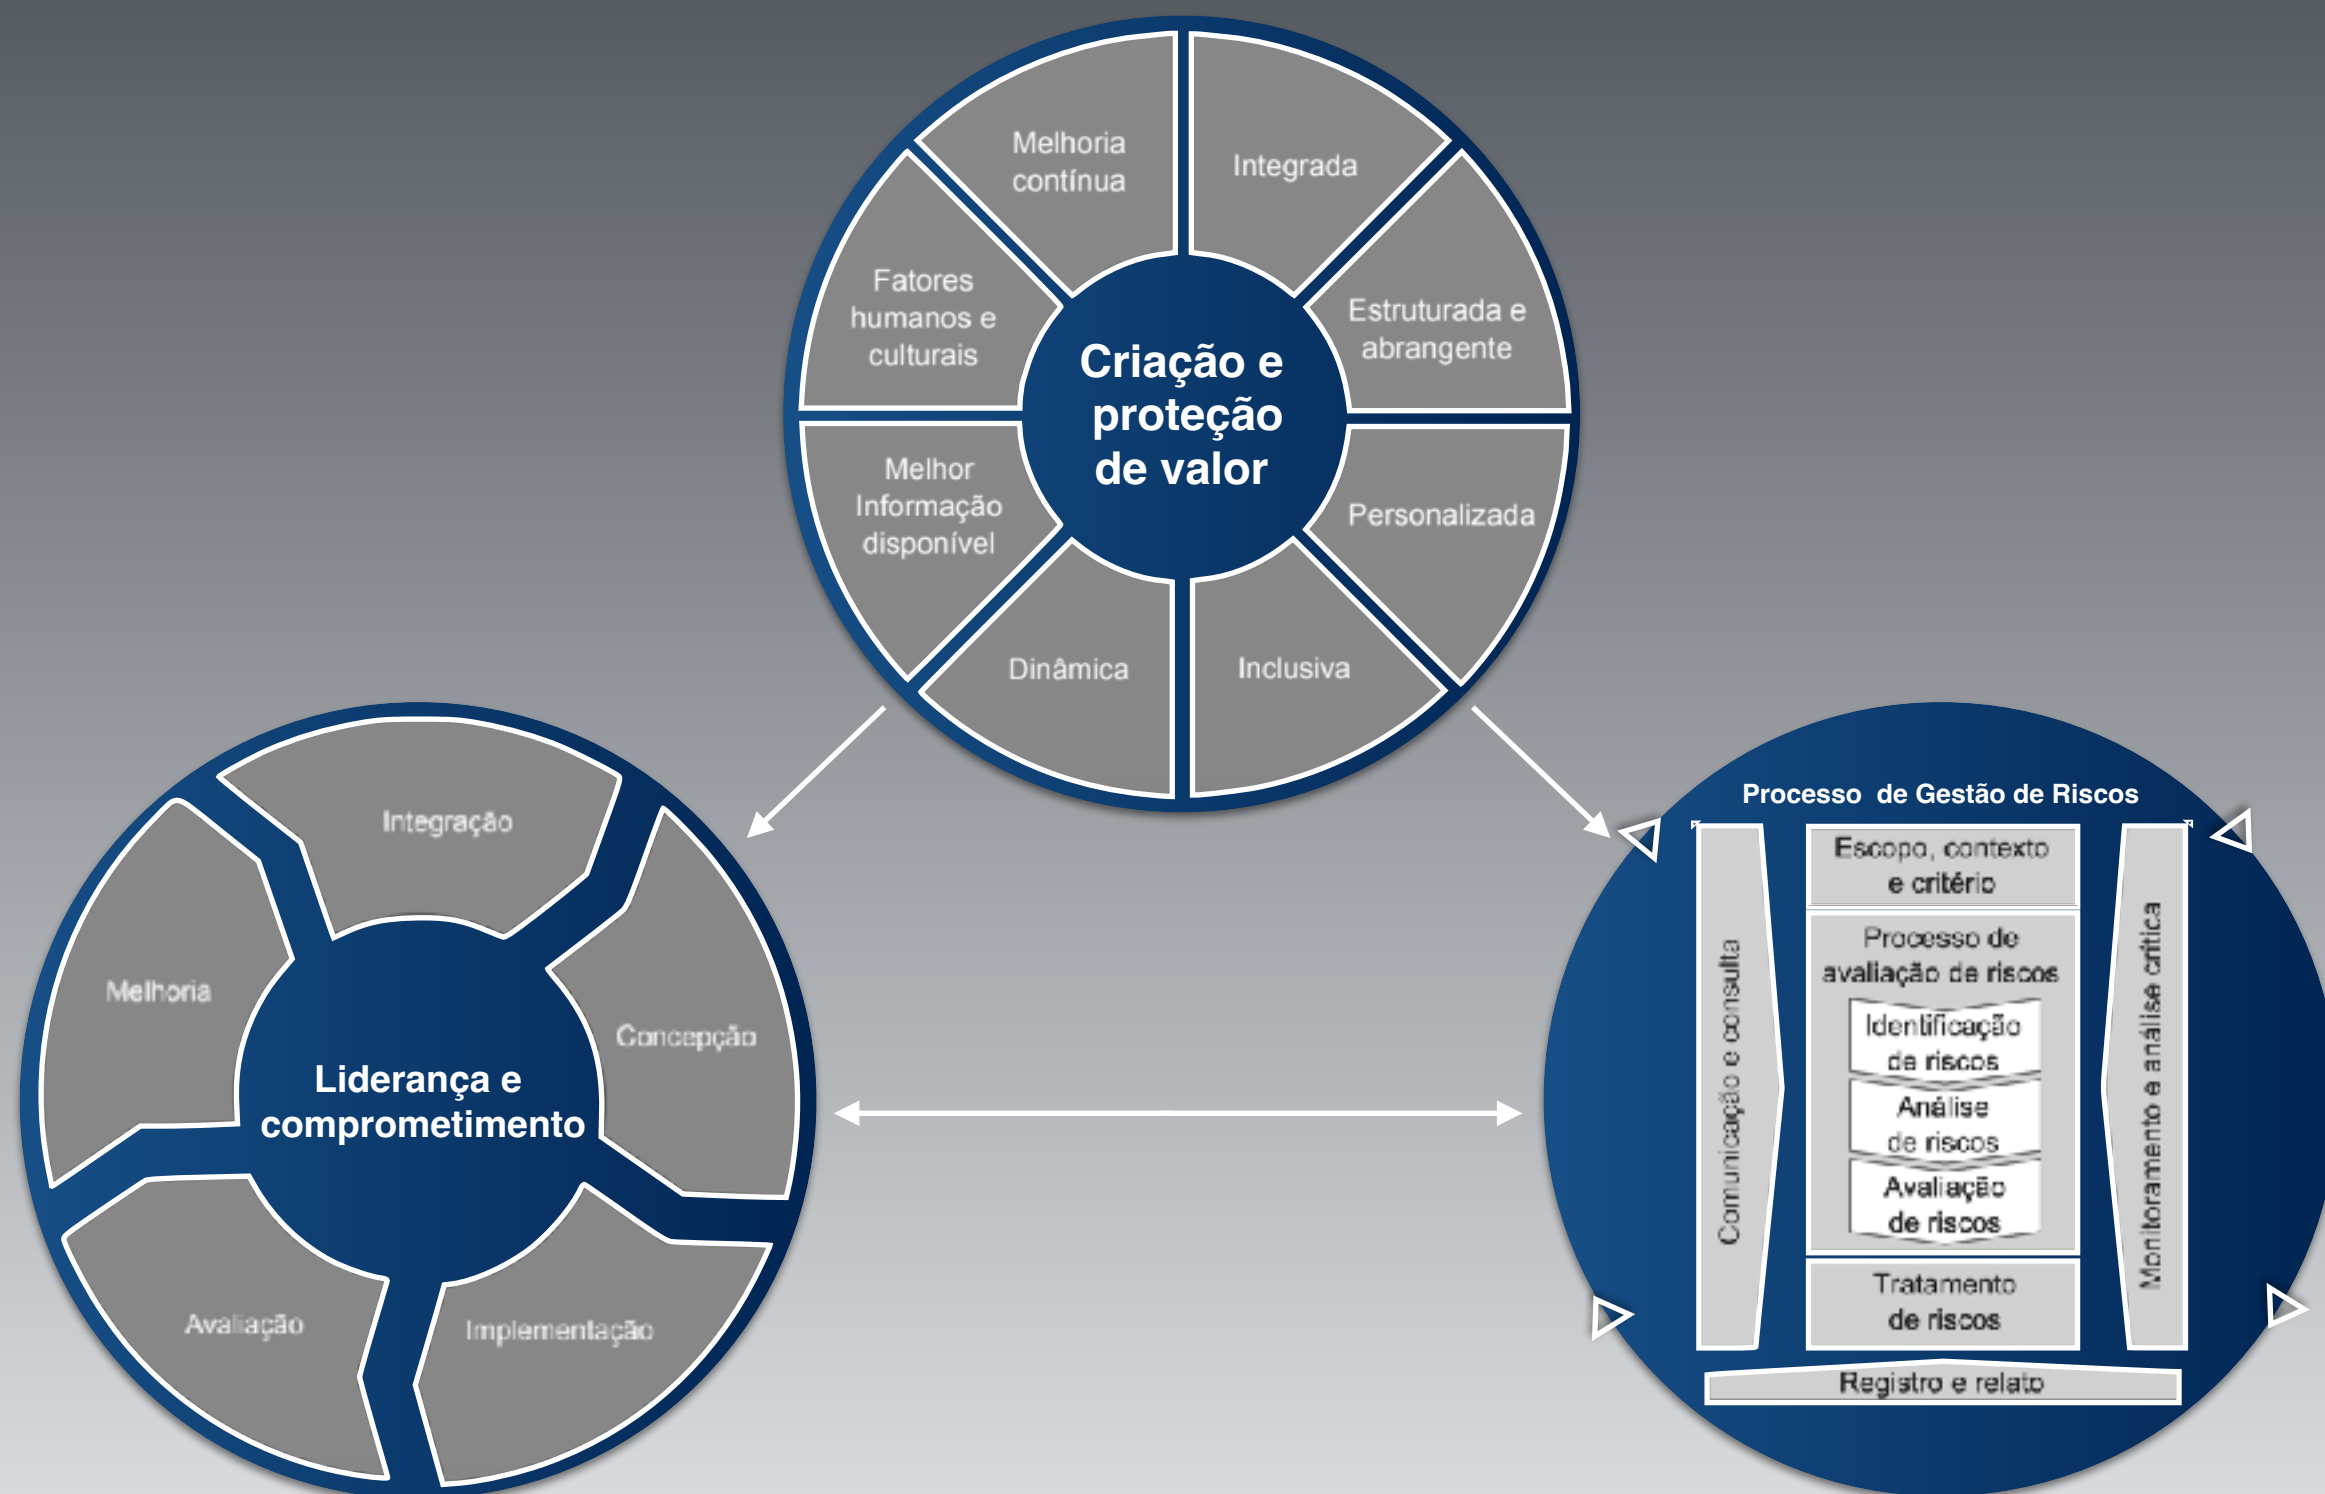 Melhoria
contínua
Integrada
Estruturada e
abrangente
Personalizada
Inclusiva
Dinâmica
Melhor
Informação
disponível
Fatores
humanos e
culturais
Criação e
proteção
de valor
Integração
Concepção
Implementação
Avaliação
Melhoria
Liderança e
comprometimento
Processo de Gestão de Riscos
Comunicação e consulta
Escopo, contexto
e critério
Processo de
avaliação de riscos
Identificação
de riscos
Análise
de riscos
Avaliação
de riscos
Tratamento
de riscos
Monitoramento e análise crítica
Registro e relato